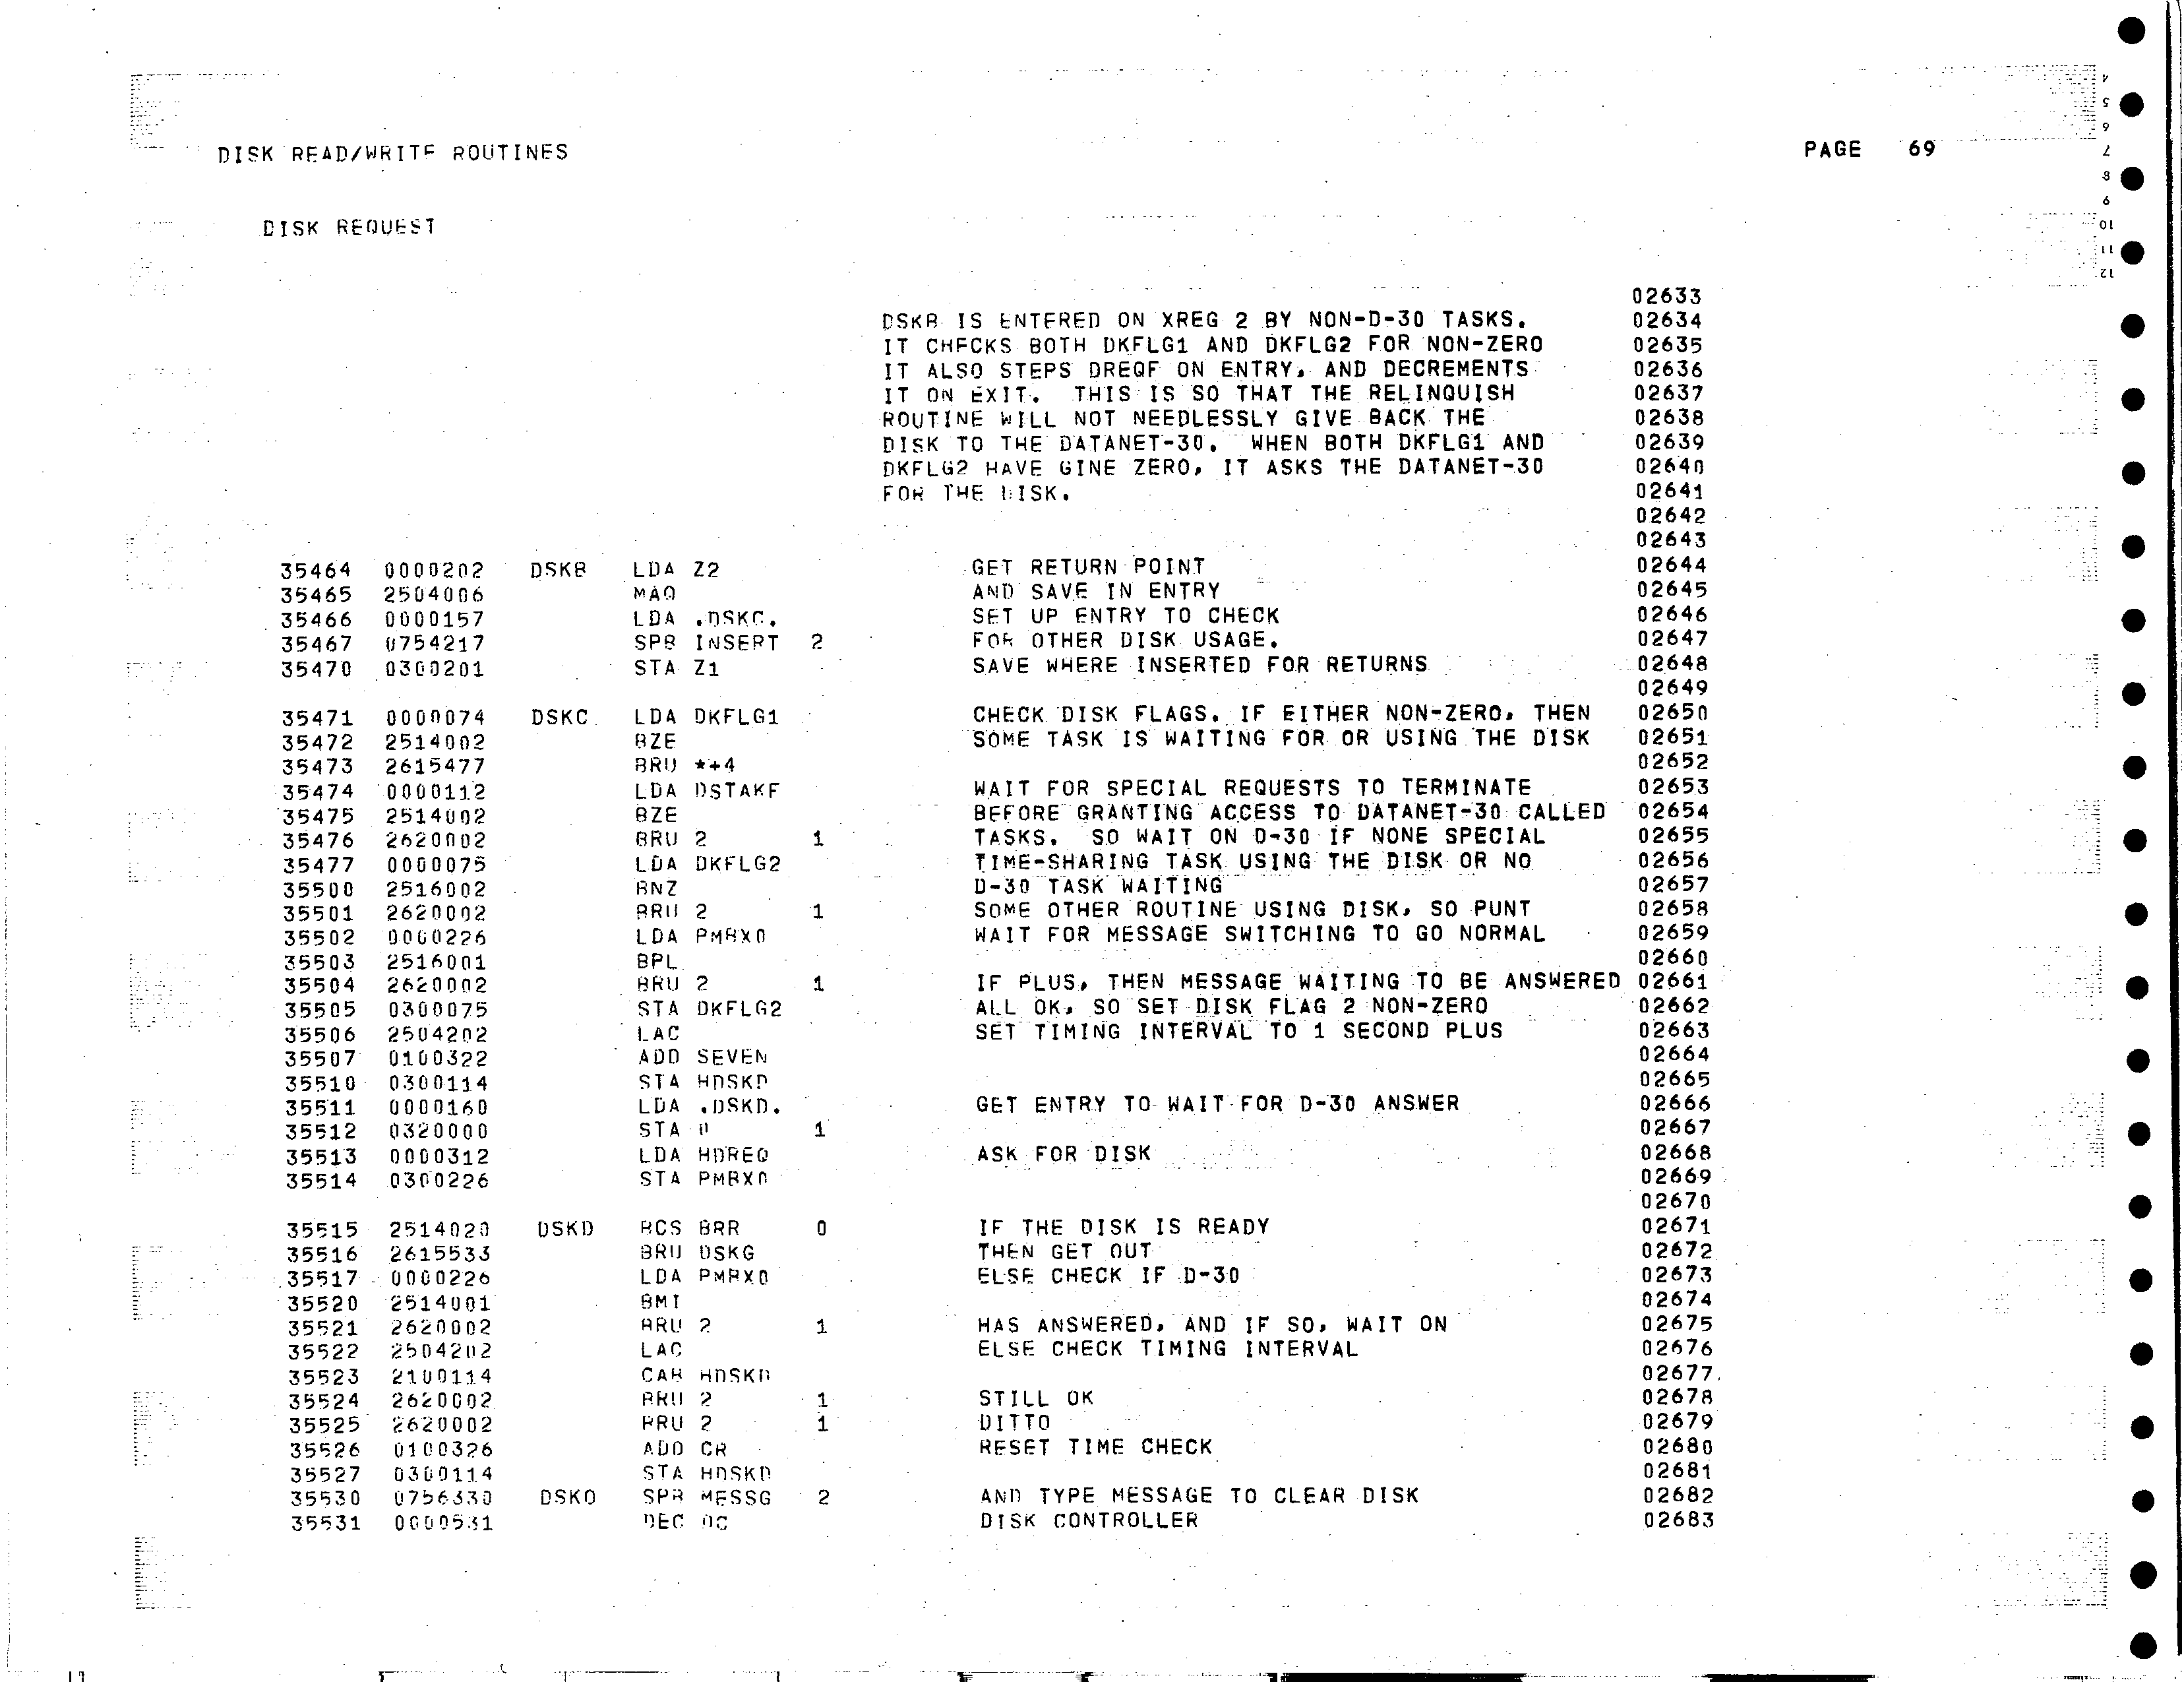 DISK READ/WRITE ROUTINES PAGE 69
DISK REQUEST
02633
DSKB IS ENTERED ON XREG 2 BY NON-D-30 TASKS. 02634
IT CHECKS BOTH DKFLG1 AND DKFLG2 FOR NON-ZERO 02635
IT ALSO STEPS DREQF ON ENTRY, AND DECREMENTS 02636
IT ON EXIT. THIS IS SO THAT THE RELINQUISH 02637
ROUTINE WILL NOT NEEDLESSLY GIVE BACK THE 02638
DISK TO THE DATANET-30. WHEN BOTH DKFLG1 AND 02639
DKFLG2 HAVE GINE ZERO, IT ASKS THE DATANET-30 02640
FOR THE DISK. 02641
02642
02643
35464 0000202 DSKB LDA Z2 GET RETURN POINT 02644
35465 2504006 MAQ AND SAVE IN ENTRY 02645
35466 0000157 LDA .DSKC. SET UP ENTRY TO CHECK 02646
35467 0754217 SPB INSERT 2 FOR OTHER DISK USAGE. 02647
35470 0300201 STA Z1 SAVE WHERE INSERTED FOR RETURNS 02648
02649
35471 0000074 DSKC LDA DKFLG1 CHECK DISK FLAGS. IF EITHER NON-ZERO, THEN 02650
35472 2514002 BZE SOME TASK IS WAITING FOR OR USING THE DISK 02651
35473 2615477 BRU *+4 02652
35474 0000112 LDA DSTAKF WAIT FOR SPECIAL REQUESTS TO TERMINATE 02653
35475 2514002 BZE BEFORE GRANTING ACCESS TO DATANET-30 CALLED 02654
35476 2620002 BRU 2 1 TASKS. SO WAIT ON D-30 IF NONE SPECIAL 02655
35477 0000075 LDA DKFLG2 TIME-SHARING TASK USING THE DISK OR NO 02656
35500 2516002 BNZ D-30 TASK WAITING 02657
35501 2620002 BRU 2 1 SOME OTHER ROUTINE USING DISK, SO PUNT 02658
35502 0000226 LDA PMBX0 WAIT FOR MESSAGE SWITCHING TO GO NORMAL 02659
35503 2516001 BPL 02660
35504 2620002 BRU 2 1 IF PLUS, THEN MESSAGE WAITING TO BE ANSWERED 02661
35505 0300075 STA DKFLG2 ALL OK, SO SET DISK FLAG 2 NON-ZERO 02662
35506 2504202 LAC SET TIMING INTERVAL TO 1 SECOND PLUS 02663
35507 0100322 ADD SEVEN 02664
35510 0300114 STA HDSKD 02665
35511 0000160 LDA .DSKD. GET ENTRY TO WAIT FOR D-30 ANSWER 02666
35512 0320000 STA 0 1 02667
35513 0000312 LDA HDREQ ASK FOR DISK 02668
35514 0300226 STA PMBX0 02669
02670
35515 2514020 DSKD BCS BRR 0 IF THE DISK IS READY 02671
35516 2615533 BRU DSKG THEN GET OUT 02672
35517 0000226 LDA PMBX0 ELSE CHECK IF D-30 02673
35520 2514001 BMI 02674
35521 2620002 BRU 2 1 HAS ANSWERED, AND IF SO, WAIT ON 02675
35522 2504202 LAC ELSE CHECK TIMING INTERVAL 02676
35523 2100114 CAB HDSKD 02677
35524 2620002 BRU 2 1 STILL OK 02678
35525 2620002 BRU 2 1 DITTO 02679
35526 0100326 ADO CR RESET TIME CHECK 02680
35527 0300114 STA HDSKD 02681
35530 0756330 DSKO SPB MESSG 2 AND TYPE MESSAGE TO CLEAR DISK 02682
35531 0000531 DEC DC DISK CONTROLLER 02683
4
5
6
7
8
9
10
11
12